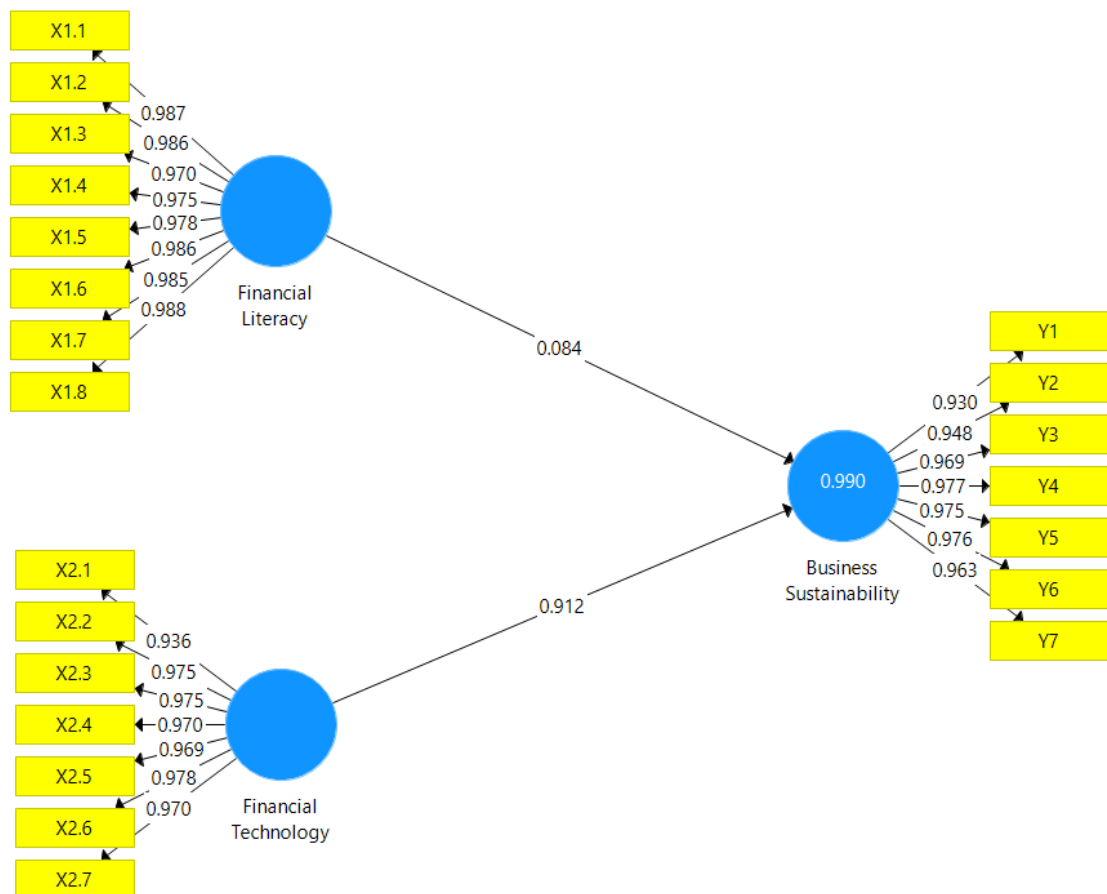 X1.1
X1.2
X1.3
X1.4
X1.5
X1.6
X1.7
X1.8
0.987
0.986
0.970
0.975
0.978
0.986
0.985
0.988
Financial
Literacy
0.084
X2.1
X2.2
X2.3
X2.4
X2.5
X2.6
X2.7
0.936
0.975
0.975
0.970
0.969
0.978
0.970
Financial
Technology
0.912
0.990
Business
Sustainability
0.930
0.948
0.969
0.977
0.975
0.976
0.963
Y1
Y2
Y3
Y4
Y5
Y6
Y7